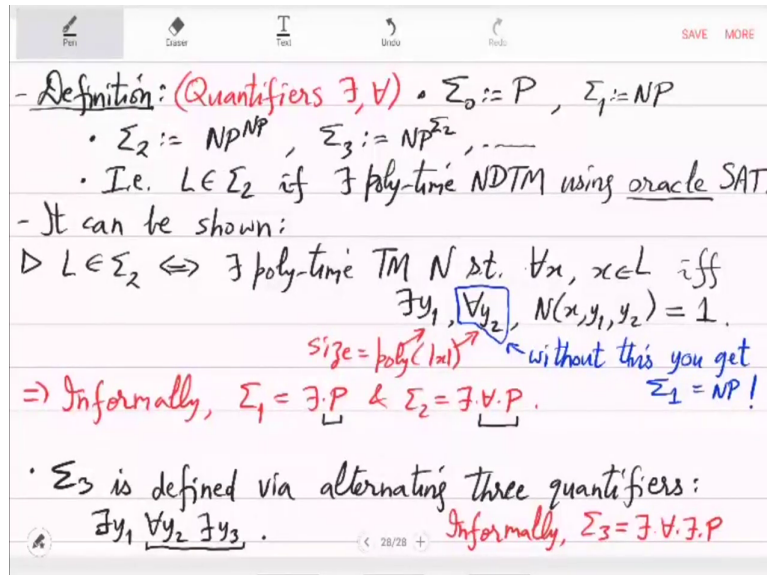 Pen Eraser Text Undo Redo SAVE MORE
- Definition: (Quantifiers ∃, ∀) • Σ₀ := P , Σ₁ := NP
• Σ₂ := NP^NP , Σ₃ := NP^Σ₂ , .....
• I.e. L∈Σ₂ if ∃ poly-time NDTM using oracle SAT.
- It can be shown:
▷ L∈Σ₂ ⇔ ∃ poly-time TM N s.t. ∀x, x∈L iff
∃y₁, ∀y₂, N(x,y₁,y₂) = 1.
size = poly(|x|)
without this you get
Σ₁ = NP !
⇒ Informally, Σ₁ = ∃·P & Σ₂ = ∃·∀·P .
• Σ₃ is defined via alternating three quantifiers:
∃y₁ ∀y₂ ∃y₃ .
Informally, Σ₃ = ∃·∀·∃·P
< 28/28 +